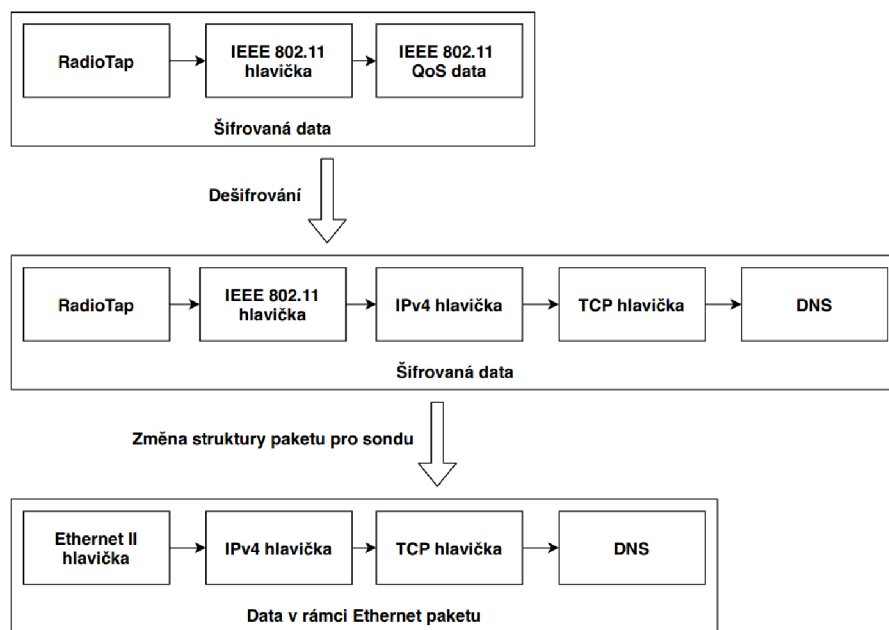 RadioTap
IEEE 802.11
hlavička
IEEE 802.11
QoS data
Šifrovaná data
Dešifrování
RadioTap
IEEE 802.11
hlavička
IPv4 hlavička
TCP hlavička
DNS
Šifrovaná data
Změna struktury paketu pro sondu
Ethernet II
hlavička
IPv4 hlavička
TCP hlavička
DNS
Data v rámci Ethernet paketu